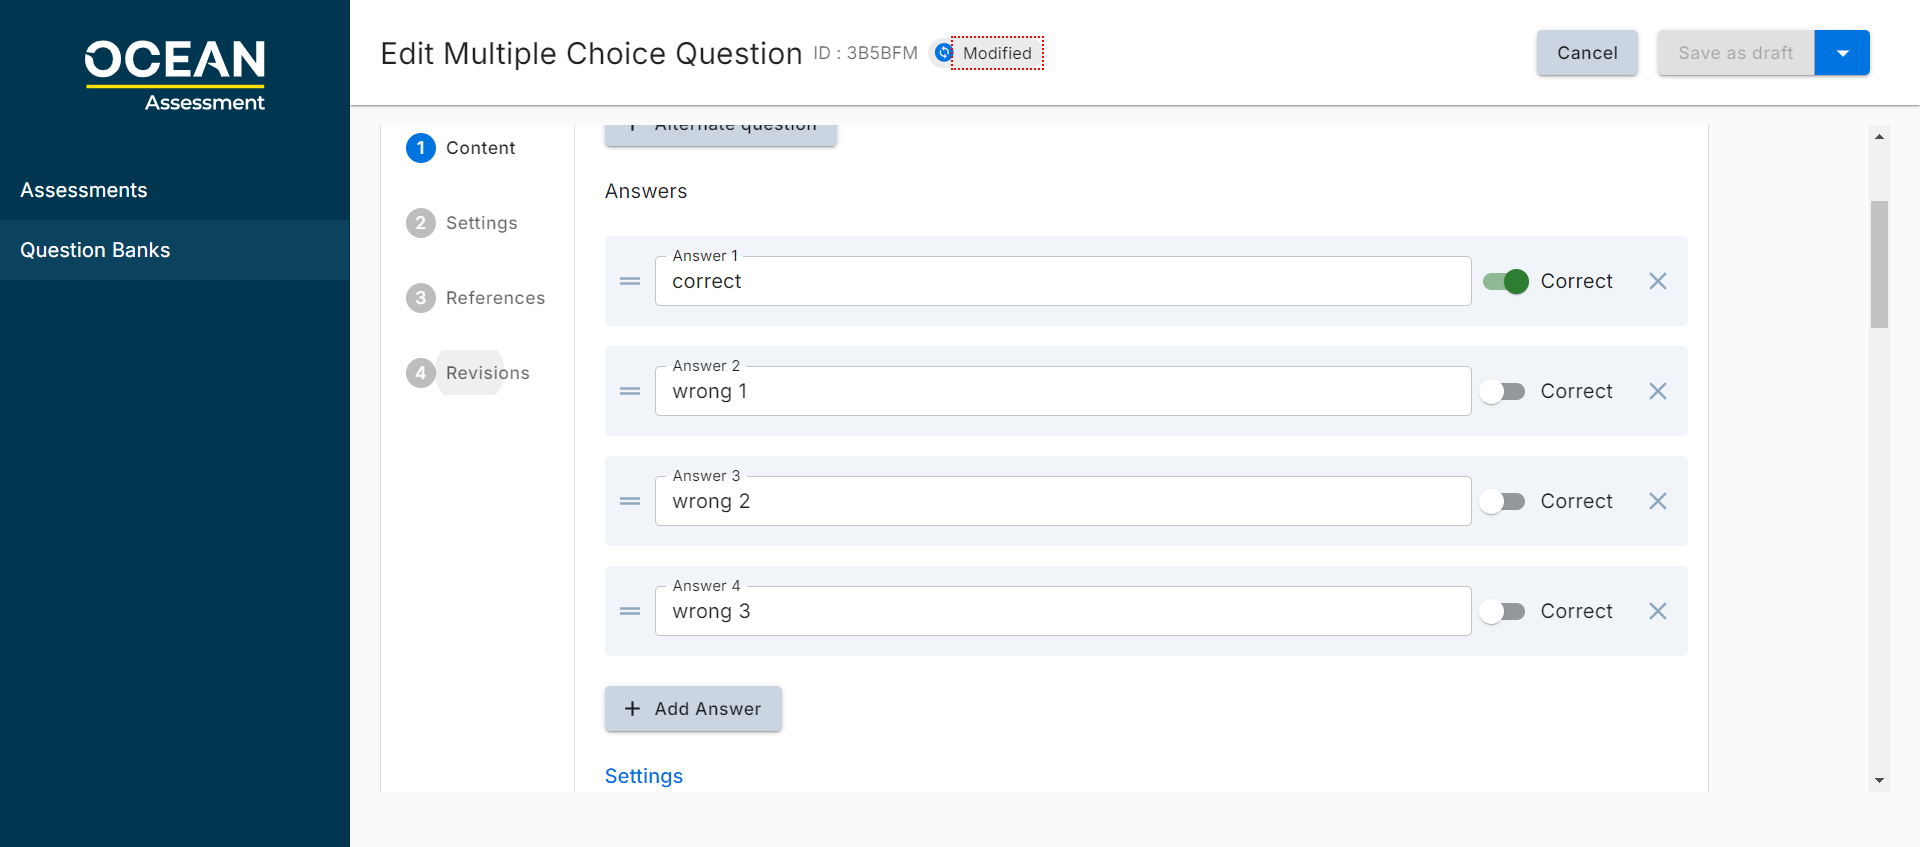 OCEAN
Assessment
Assessments
Question Banks
Edit Multiple Choice Question ID : 3B5BFM Modified
Cancel
Save as draft
1 Content
2 Settings
3 References
4 Revisions
+ Alternate question
Answers
Answer 1
correct
Correct
Answer 2
wrong 1
Correct
Answer 3
wrong 2
Correct
Answer 4
wrong 3
Correct
+ Add Answer
Settings